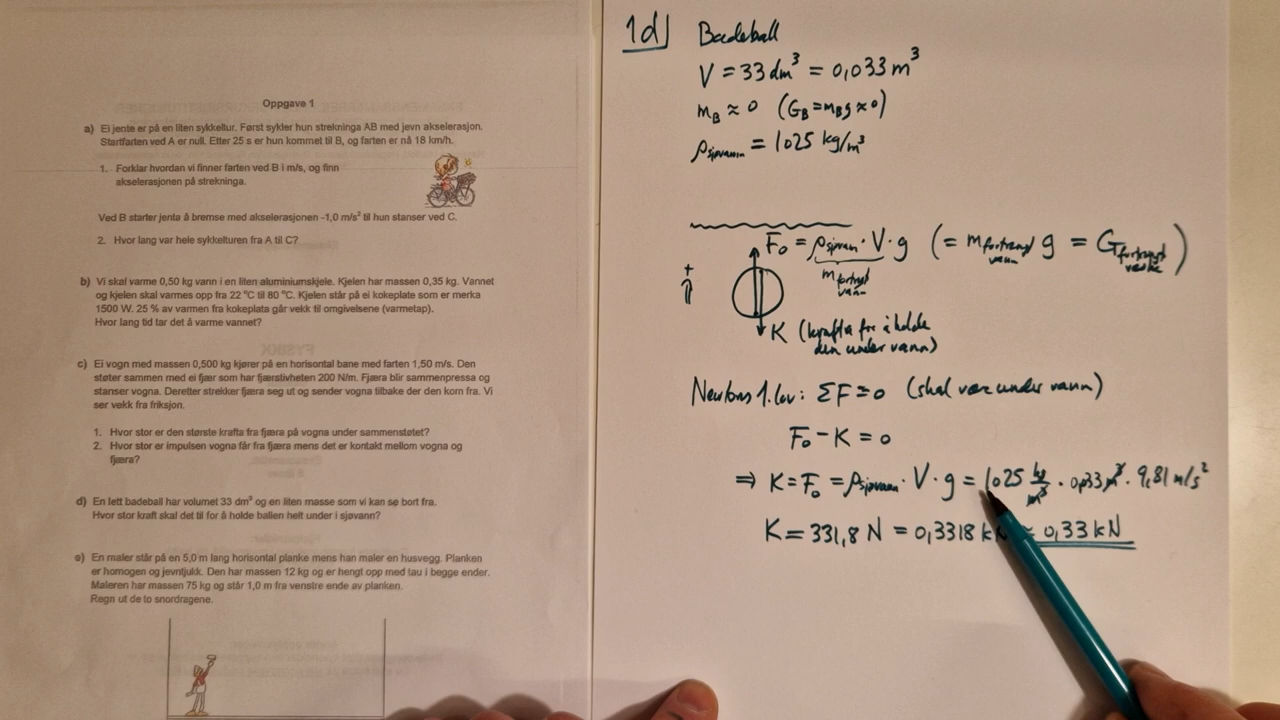 Oppgave 1
a) Ei jente er på en liten sykkeltur. Først sykler hun strekninga AB med jevn akselerasjon.
Startfarten ved A er null. Etter 25 s er hun kommet til B, og farten er nå 18 km/h.
1. Forklar hvordan vi finner farten ved B i m/s, og finn
akselerasjonen på strekninga.
Ved B starter jenta å bremse med akselerasjonen -1,0 m/s² til hun stanser ved C.
2. Hvor lang var hele sykkelturen fra A til C?
b) Vi skal varme 0,50 kg vann i en liten aluminiumskjele. Kjelen har massen 0,35 kg. Vannet
og kjelen skal varmes opp fra 22 °C til 80 °C. Kjelen står på ei kokeplate som er merka
1500 W. 25 % av varmen fra kokeplata går vekk til omgivelsene (varmetap).
Hvor lang tid tar det å varme vannet?
c) Ei vogn med massen 0,500 kg kjører på en horisontal bane med farten 1,50 m/s. Den
støter sammen med ei fjær som har fjærstivheten 200 N/m. Fjæra blir sammenpressa og
stanser vogna. Deretter strekker fjæra seg ut og sender vogna tilbake der den kom fra. Vi
ser vekk fra friksjon.
1. Hvor stor er den største krafta fra fjæra på vogna under sammenstøtet?
2. Hvor stor er impulsen vogna får fra fjæra mens det er kontakt mellom vogna og
fjæra?
d) En lett badeball har volumet 33 dm³ og en liten masse som vi kan se bort fra.
Hvor stor kraft skal det til for å holde ballen helt under i sjøvann?
e) En maler står på en 5,0 m lang horisontal planke mens han maler en husvegg. Planken
er homogen og jevntjukk. Den har massen 12 kg og er hengt opp med tau i begge ender.
Maleren har massen 75 kg og står 1,0 m fra venstre ende av planken.
Regn ut de to snordragene.
1d) Badeball
V = 33 dm³ = 0,033 m³
m_B ≈ 0 (G_B = m_B g ≈ 0)
ρ_sjøvann = 1025 kg/m³
F_O = ρ_sjøvann · V · g (= m_fortrengt vann g = G_fortrengt væske)
m_fortrengt vann
+
K (krafta for å holde
den under vann)
Newtons 1. lov: ΣF = 0 (skal være under vann)
F_O - K = 0
⇒ K = F_O = ρ_sjøvann · V · g = 1025 kg/m³ · 0,033 m³ · 9,81 m/s²
K = 331,8 N = 0,3318 kN ≈ 0,33 kN